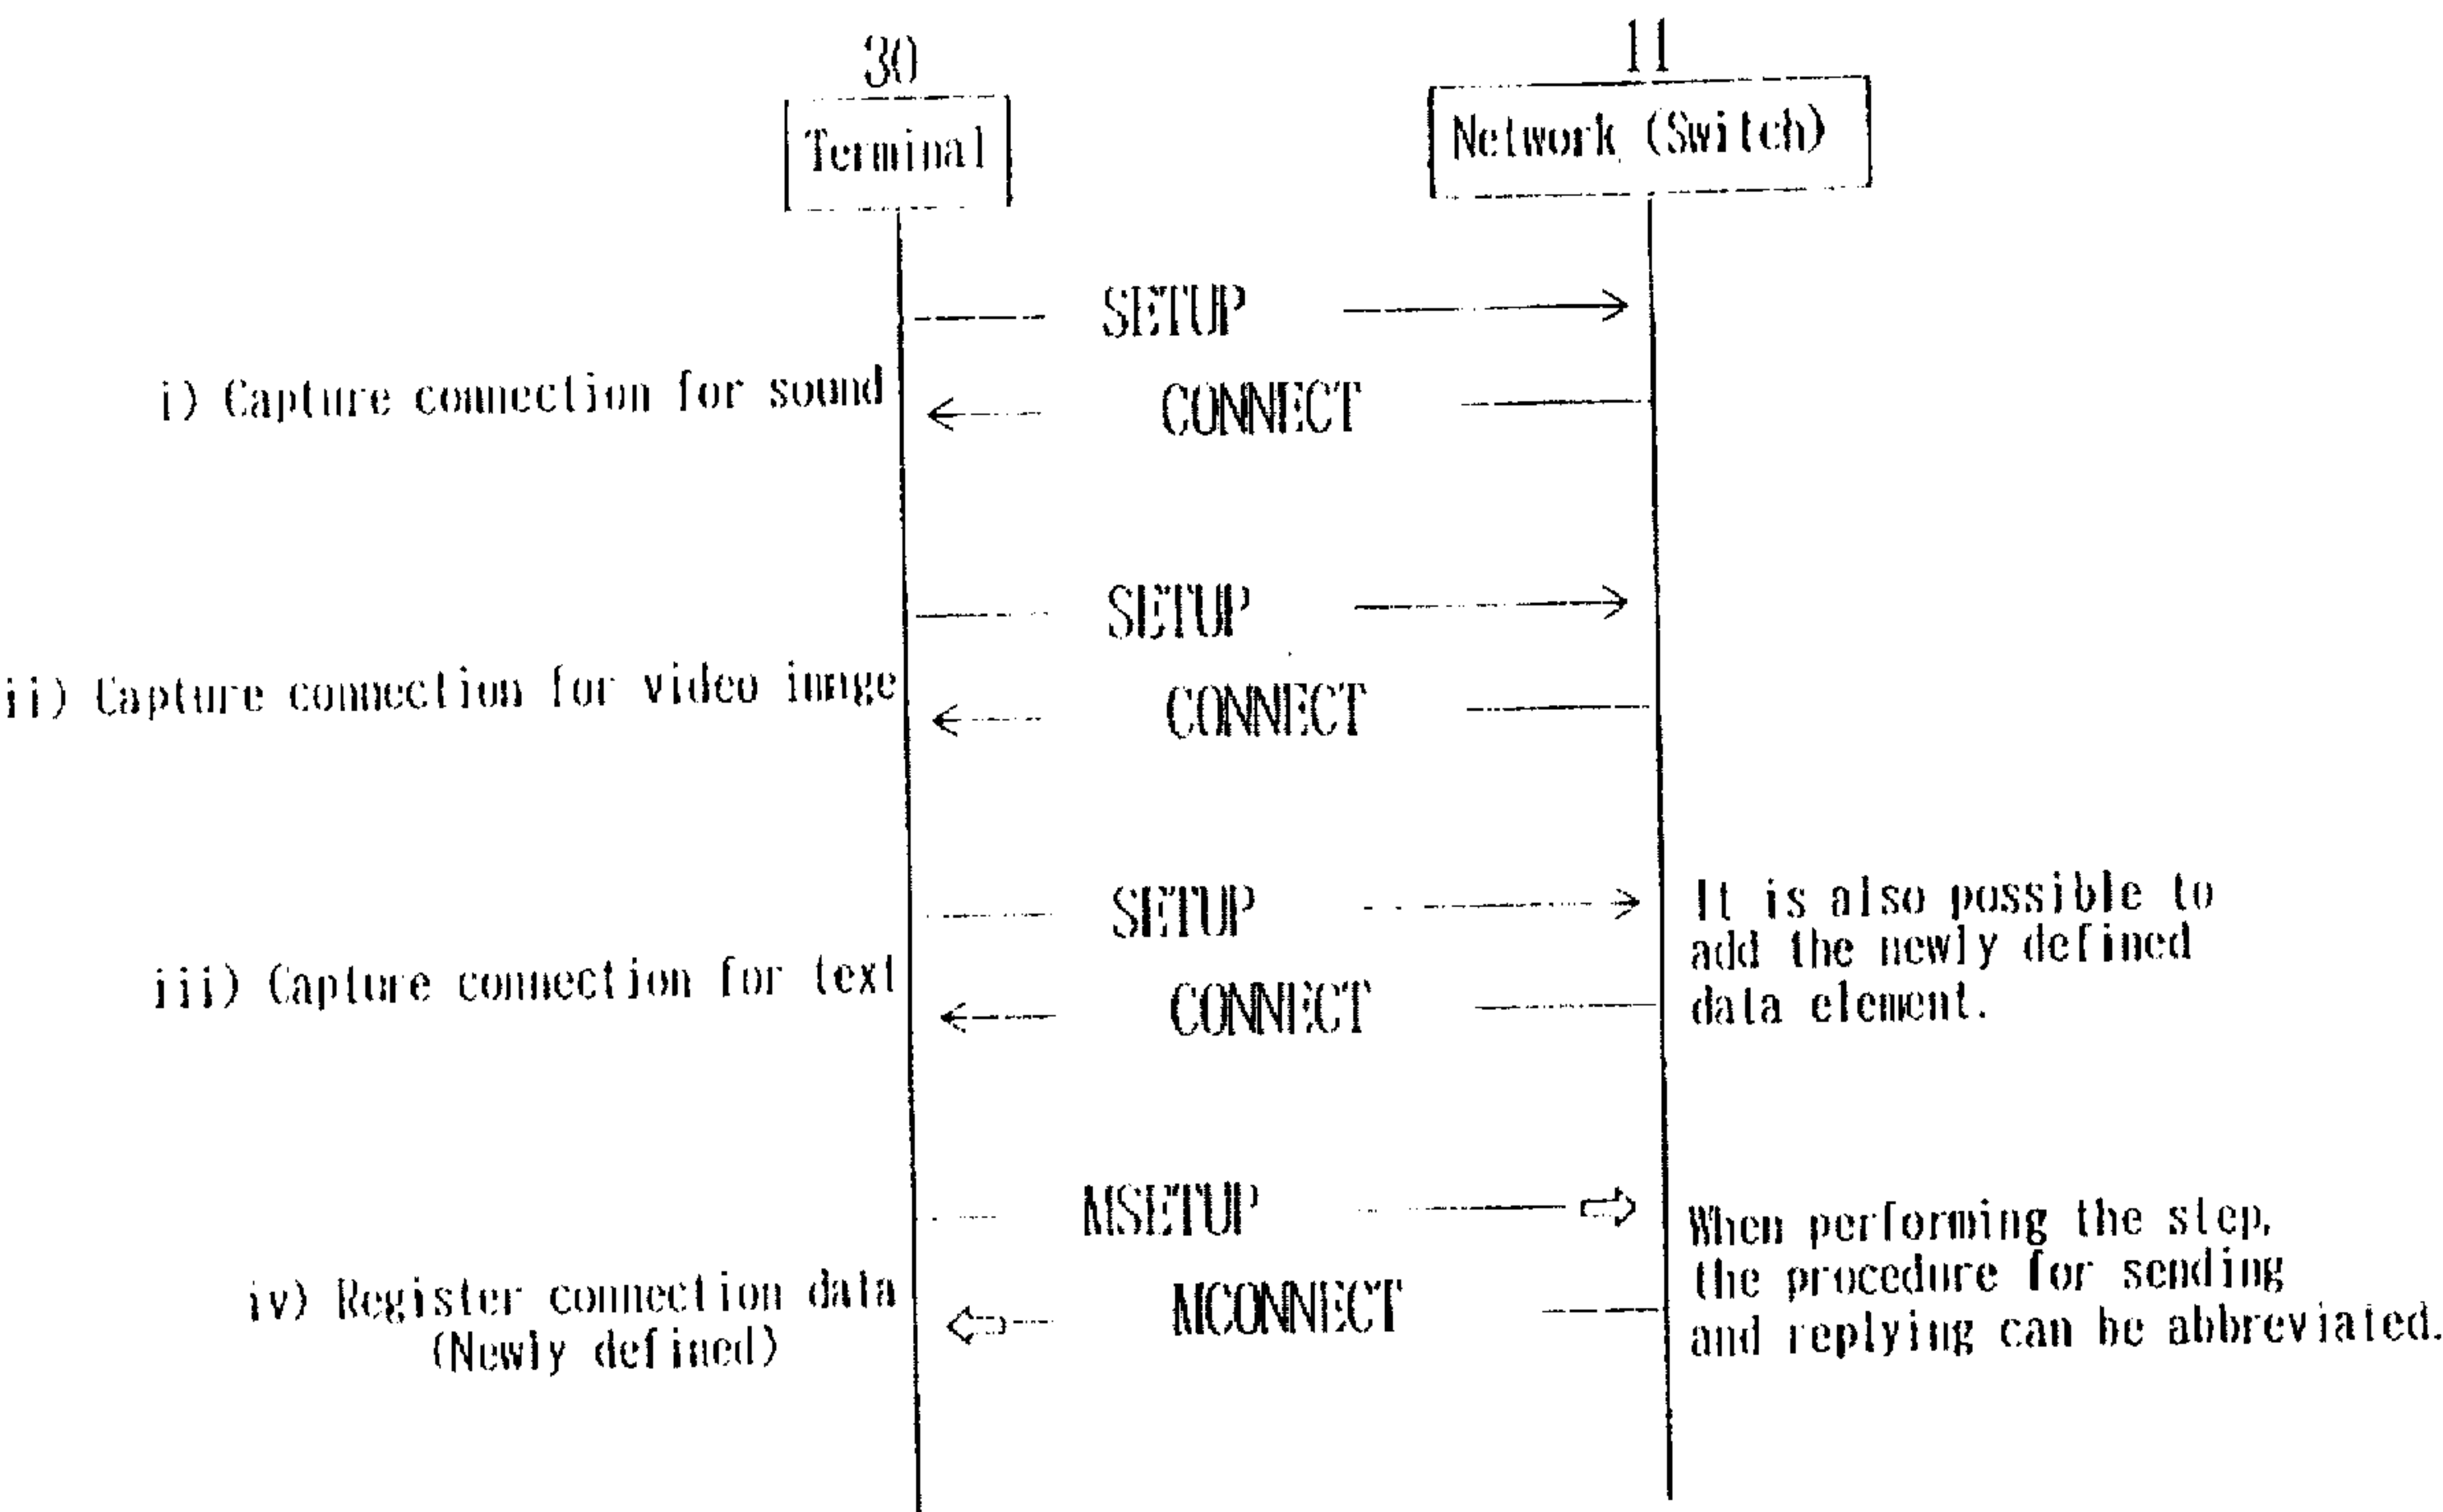 30
11
Terminal
Network (Switch)
SETUP
i) Capture connection for sound
CONNECT
SETUP
ii) Capture connection for video image
CONNECT
SETUP
iii) Capture connection for text
CONNECT
It is also possible to
add the newly defined
data element.
MSETUP
iv) Register connection data
(Newly defined)
MCONNECT
When performing the step,
the procedure for sending
and replying can be abbreviated.